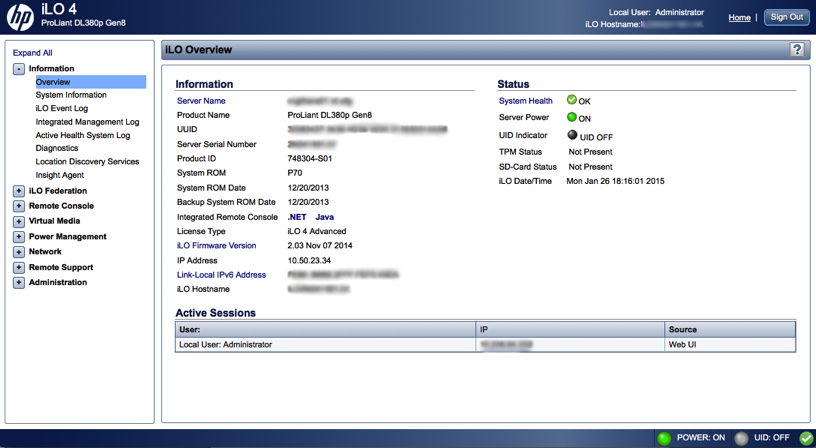 hp iLO 4
ProLiant DL380p Gen8
Local User: Administrator
iLO Hostname:
Home | Sign Out
Expand All
- Information
Overview
System Information
iLO Event Log
Integrated Management Log
Active Health System Log
Diagnostics
Location Discovery Services
Insight Agent
+ iLO Federation
+ Remote Console
+ Virtual Media
+ Power Management
+ Network
+ Remote Support
+ Administration
iLO Overview ?
Information
Server Name
Product Name ProLiant DL380p Gen8
UUID
Server Serial Number
Product ID 748304-S01
System ROM P70
System ROM Date 12/20/2013
Backup System ROM Date 12/20/2013
Integrated Remote Console .NET Java
License Type iLO 4 Advanced
iLO Firmware Version 2.03 Nov 07 2014
IP Address 10.50.23.34
Link-Local IPv6 Address
iLO Hostname
Status
System Health OK
Server Power ON
UID Indicator UID OFF
TPM Status Not Present
SD-Card Status Not Present
iLO Date/Time Mon Jan 26 18:16:01 2015
Active Sessions
User: IP Source
Local User: Administrator Web UI
POWER: ON UID: OFF